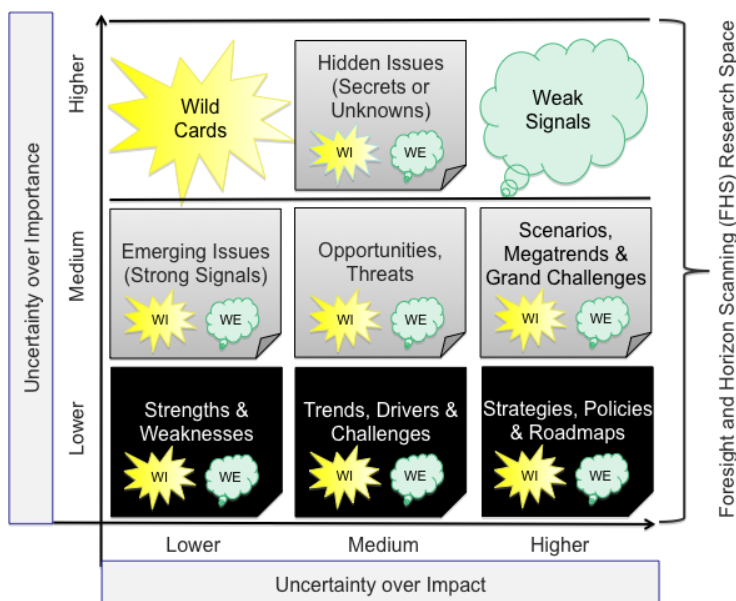 Foresight and Horizon Scanning (FHS) Research Space
Uncertainty over Importance
Higher
Wild
Cards
Hidden Issues
(Secrets or
Unknowns)
WI
WE
Weak
Signals
Medium
Emerging Issues
(Strong Signals)
WI
WE
Opportunities,
Threats
WI
WE
Scenarios,
Megatrends &
Grand Challenges
WI
WE
Lower
Strengths &
Weaknesses
WI
WE
Trends, Drivers &
Challenges
WI
WE
Strategies, Policies
& Roadmaps
WI
WE
Lower
Medium
Higher
Uncertainty over Impact